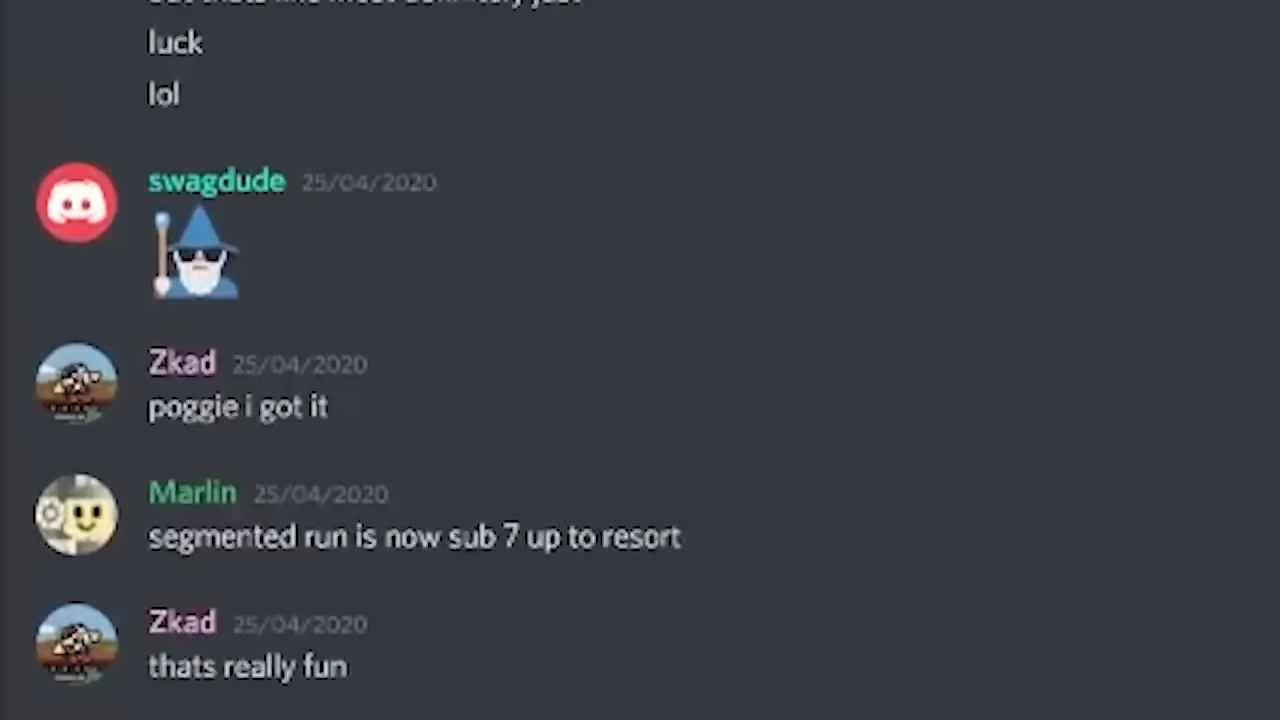 luck
lol
swagdude 25/04/2020
Zkad 25/04/2020
poggie i got it
Marlin 25/04/2020
segmented run is now sub 7 up to resort
Zkad 25/04/2020
thats really fun